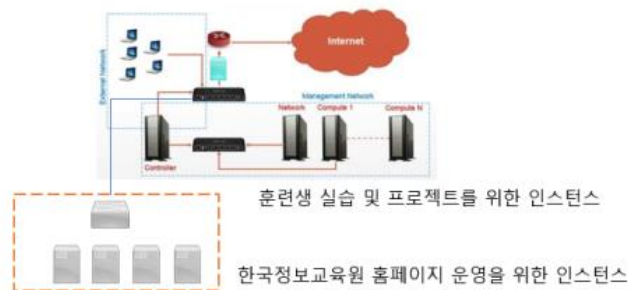 Internet
External Network
Management Network
Network
Compute 1
Compute N
Controller
훈련생 실습 및 프로젝트를 위한 인스턴스
한국정보교육원 홈페이지 운영을 위한 인스턴스